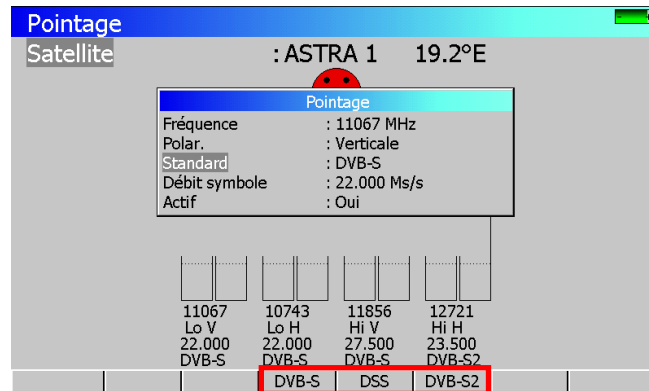 Pointage
Satellite : ASTRA 1 19.2°E
Pointage
Fréquence : 11067 MHz
Polar. : Verticale
Standard : DVB-S
Débit symbole : 22.000 Ms/s
Actif : Oui
11067 10743 11856 12721
Lo V Lo H Hi V Hi H
22.000 22.000 27.500 23.500
DVB-S DVB-S DVB-S DVB-S2
DVB-S DSS DVB-S2